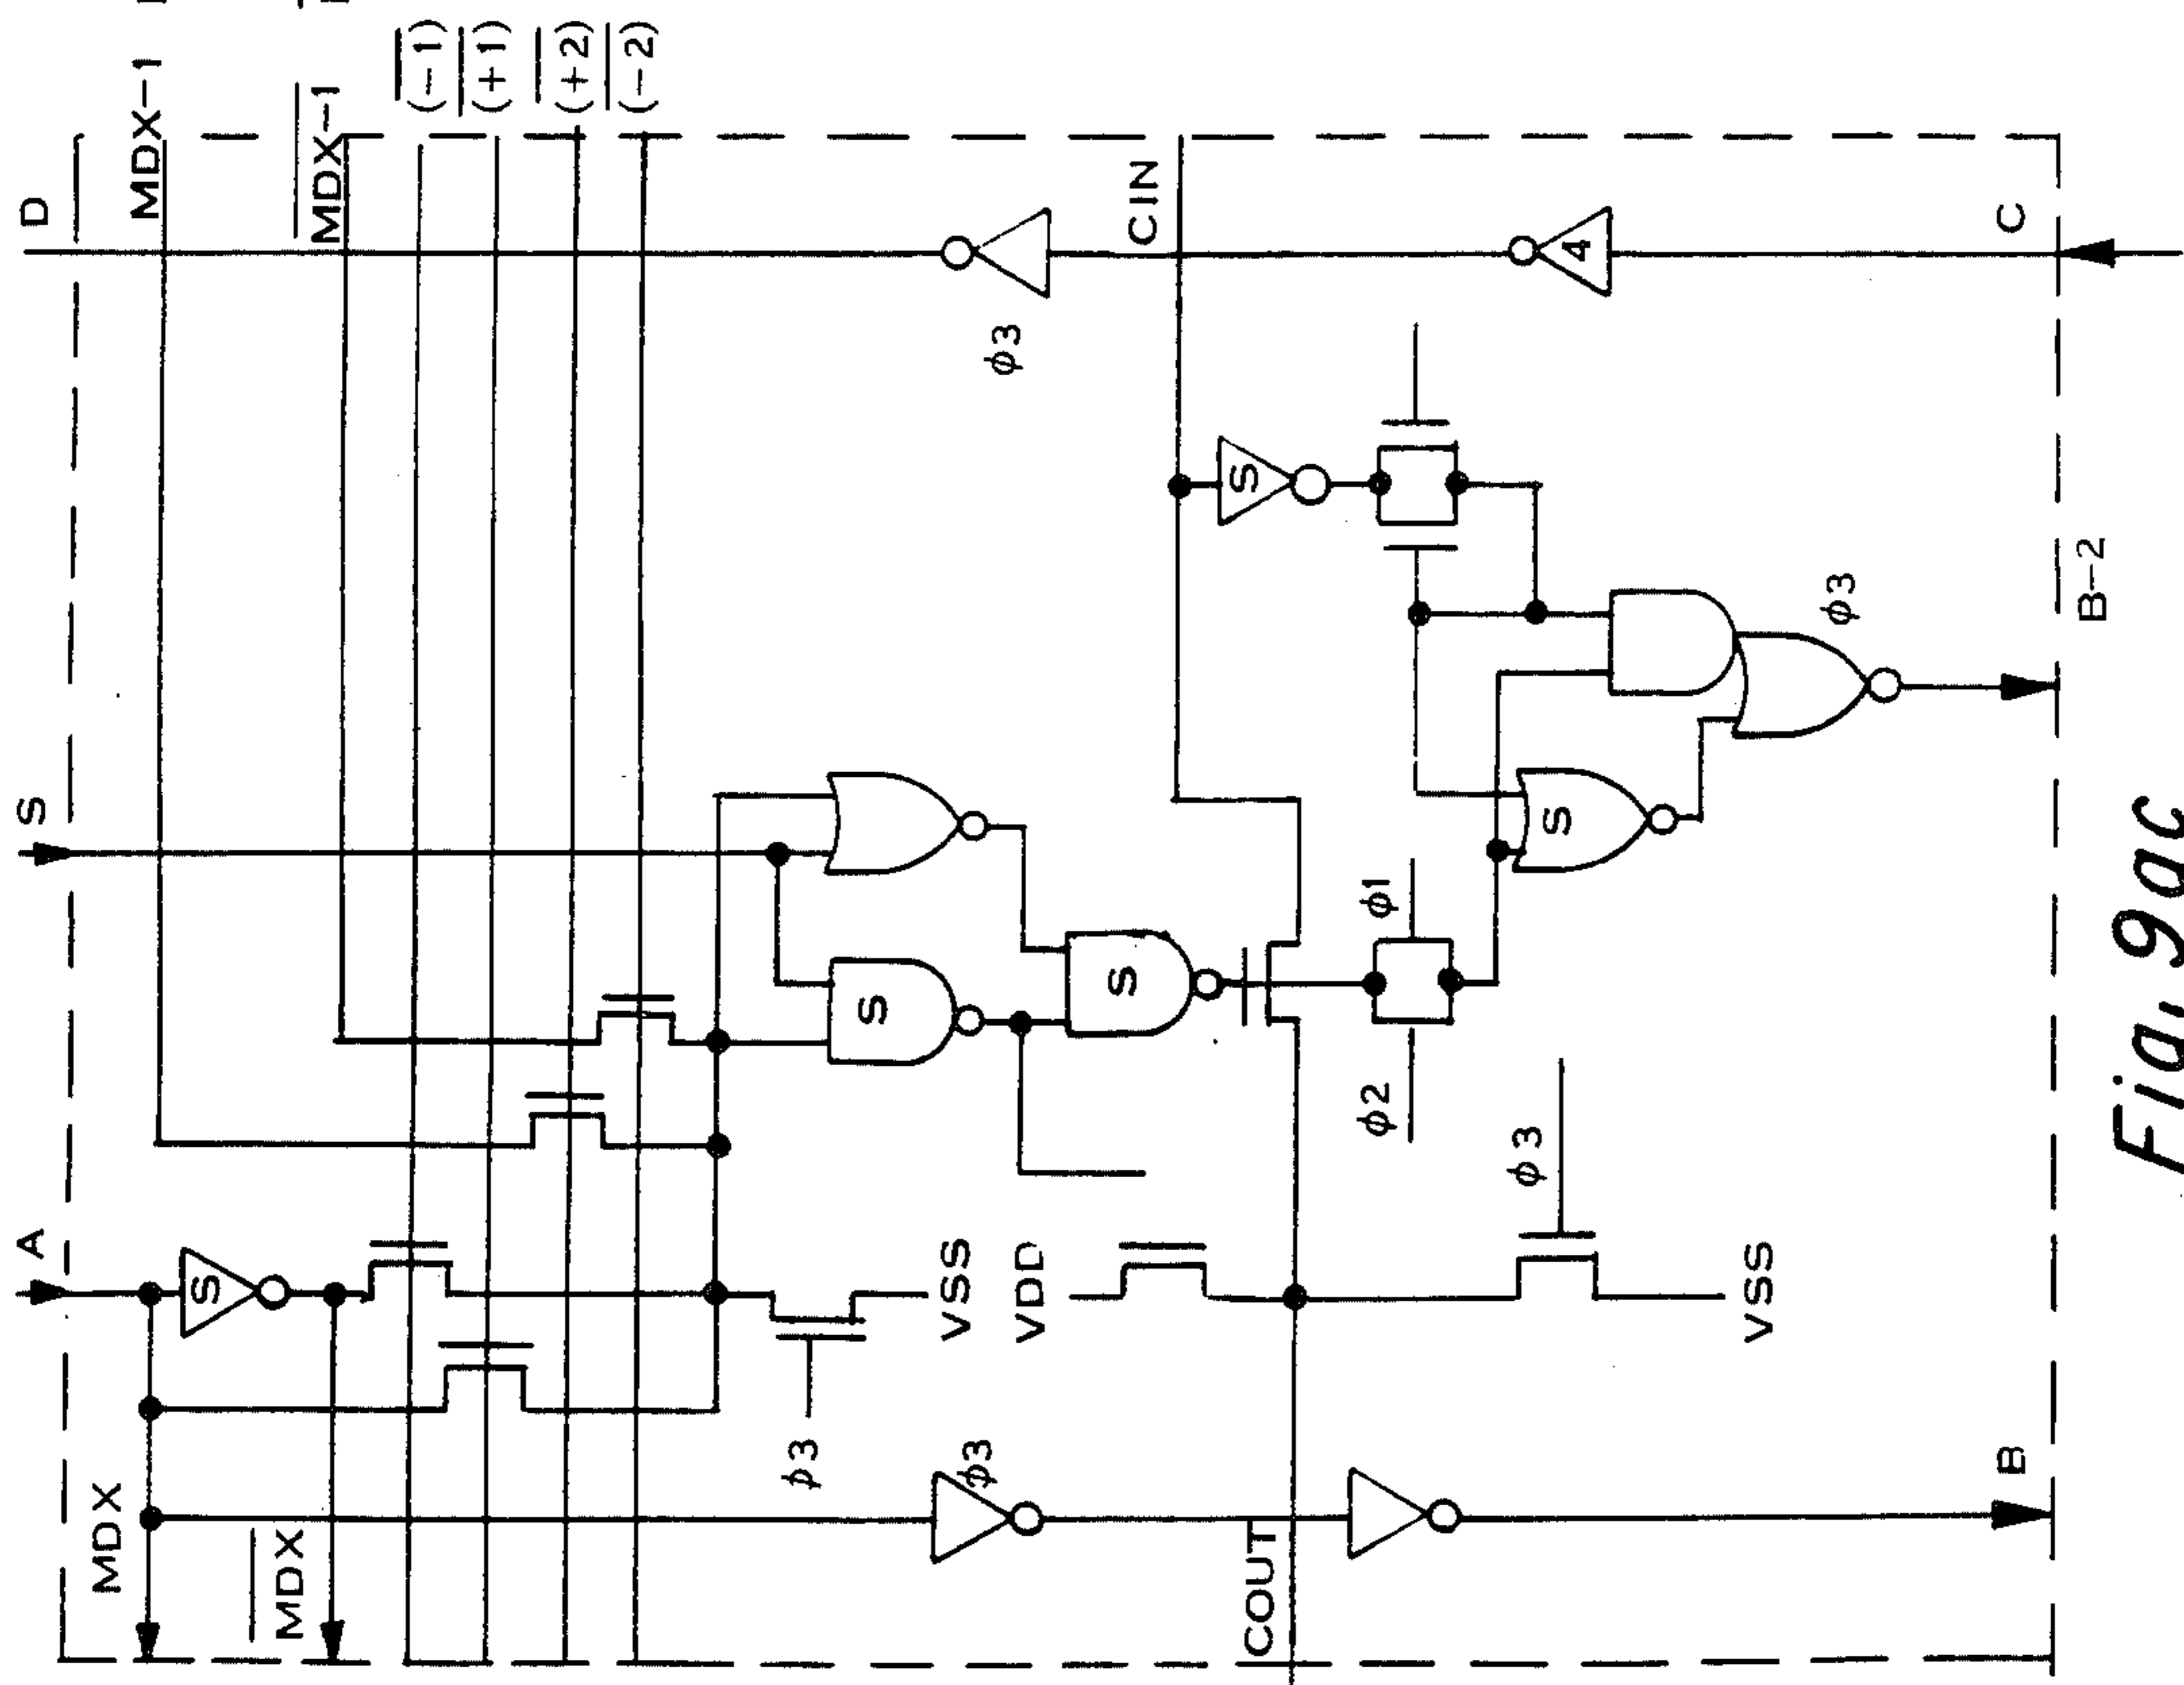 D
MDX-1
MDX-1
(-1)
(+1)
(+2)
(-2)
S
A
MDX
MDX
S
S
S
φ3
VSS
VDD
φ3
CIN
φ3
4
C
S
φ2
φ1
φ3
S
φ3
VSS
COUT
B
B-2
Fig. 9ac